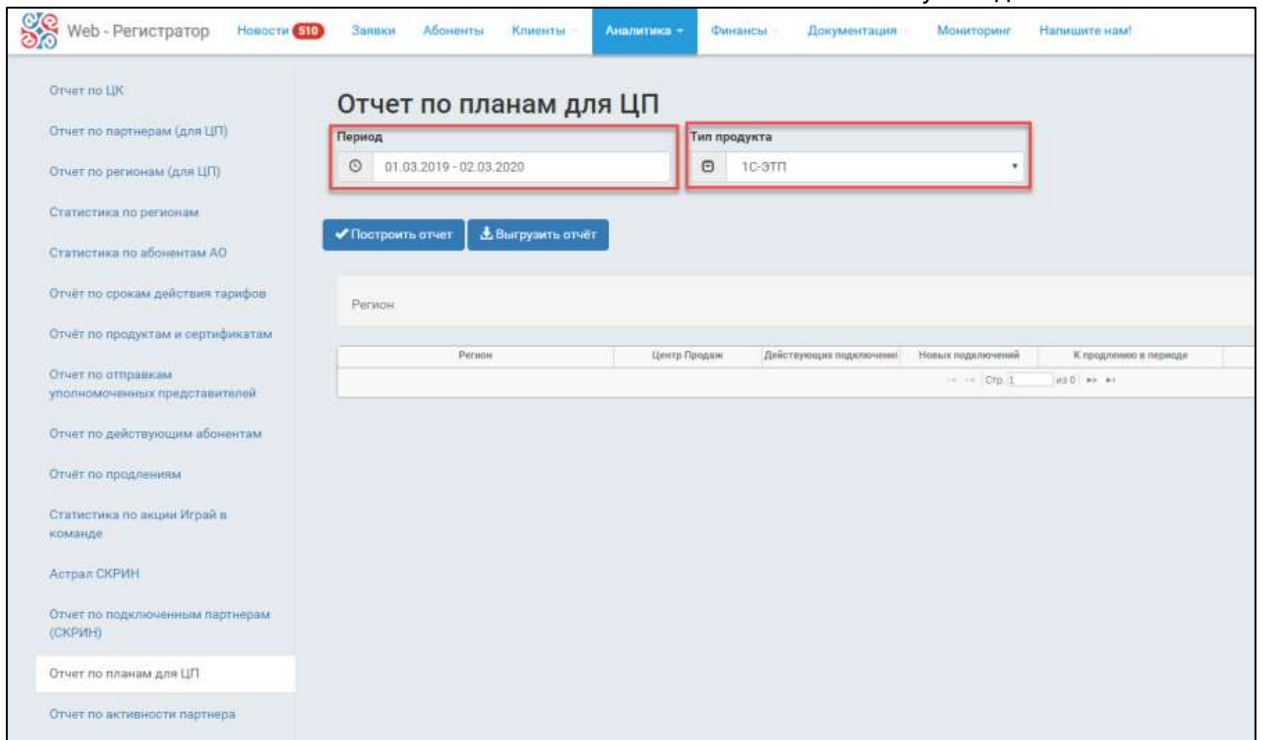 Web - Регистратор Новости 510 Заявки Абоненты Клиенты Аналитика Финансы Документация Мониторинг Напишите нам!
Отчет по ЦК
Отчет по партнерам (для ЦП)
Отчет по регионам (для ЦП)
Статистика по регионам
Статистика по абонентам АО
Отчёт по срокам действия тарифов
Отчёт по продуктам и сертификатам
Отчет по отправкам
уполномоченных представителей
Отчет по действующим абонентам
Отчёт по продлениям
Статистика по акции Играй в
команде
Астрал СКРИН
Отчет по подключенным партнерам
(СКРИН)
Отчет по планам для ЦП
Отчет по активности партнера
Отчет по планам для ЦП
Период Тип продукта
01.03.2019 - 02.03.2020 1С-ЭТП
Построить отчет Выгрузить отчёт
Регион
Регион Центр Продаж Действующих подключений Новых подключений К продлению в периоде
Стр. 1 из 0